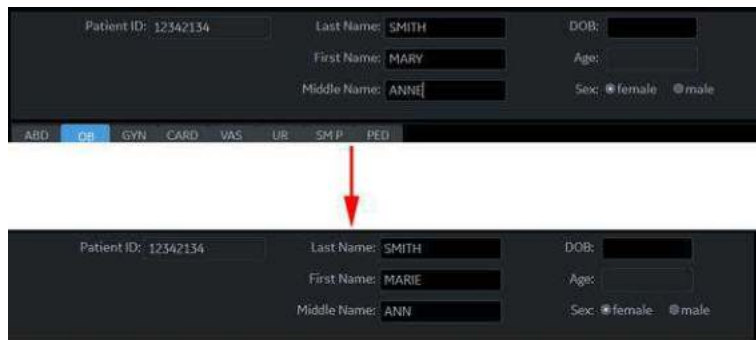 Patient ID: 12342134 Last Name: SMITH DOB:
First Name: MARY Age:
Middle Name: ANNE Sex: female male
ABD OB GYN CARD VAS UR SM P PED
Patient ID: 12342134 Last Name: SMITH DOB:
First Name: MARIE Age:
Middle Name: ANN Sex: female male